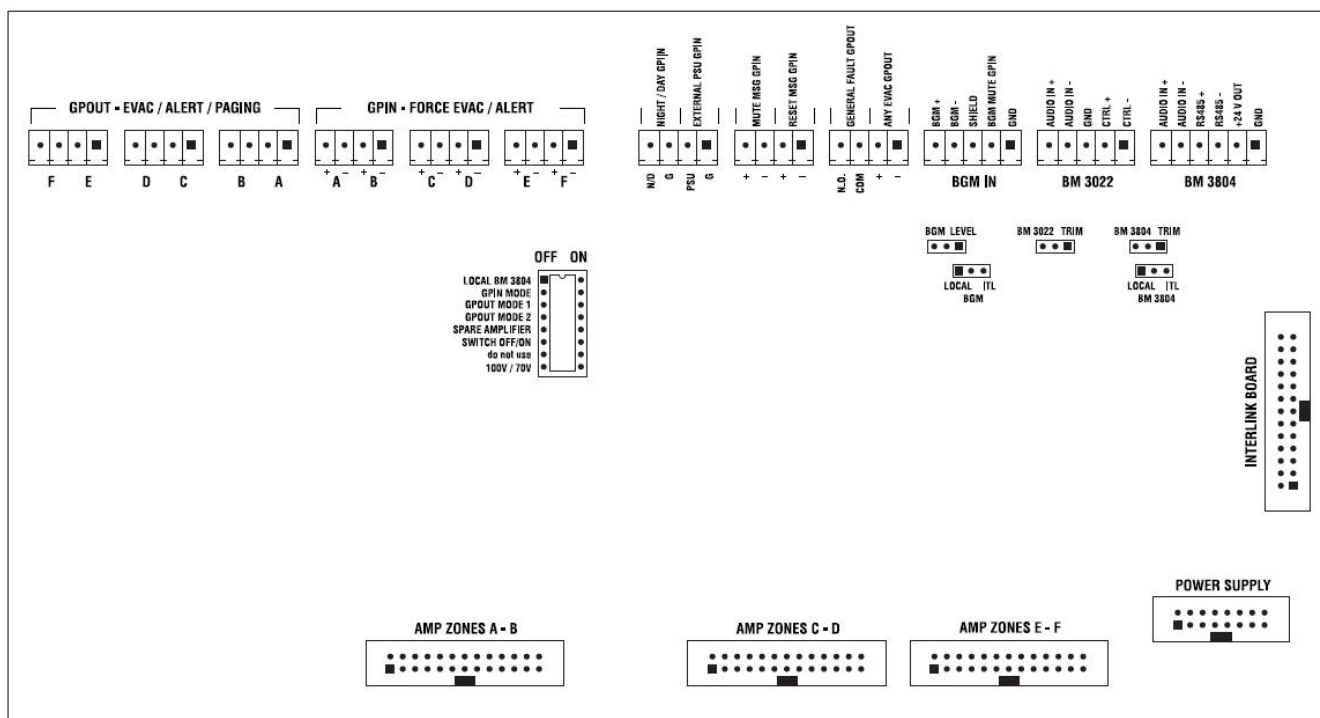 GPOUT - EVAC / ALERT / PAGING
F E D C B A
GPIN - FORCE EVAC / ALERT
+ - + - + - + - + - + -
A B C D E F
NIGHT / DAY GPIN
EXTERNAL PSU GPIN
N/D
G
PSU
G
MUTE MSG GPIN
RESET MSG GPIN
+ - + -
GENERAL FAULT GPOUT
ANY EVAC GPOUT
N.O.
COM
+ -
BGM +
BGM -
SHIELD
BGM MUTE GPIN
GND
BGM IN
AUDIO IN +
AUDIO IN -
GND
CTRL +
CTRL -
BM 3022
AUDIO IN +
AUDIO IN -
RS485 +
RS485 -
+24 V OUT
GND
BM 3804
BGM LEVEL
BM 3022 TRIM
BM 3804 TRIM
LOCAL ITL
BGM
LOCAL ITL
BM 3804
OFF ON
LOCAL BM 3804
GPIN MODE
GPOUT MODE 1
GPOUT MODE 2
SPARE AMPLIFIER
SWITCH OFF/ON
do not use
100V / 70V
INTERLINK BOARD
POWER SUPPLY
AMP ZONES A - B
AMP ZONES C - D
AMP ZONES E - F